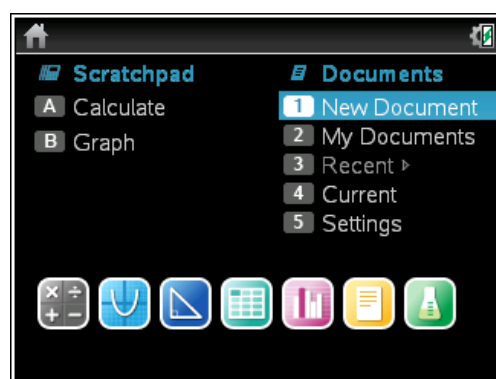 Scratchpad
A Calculate
B Graph
Documents
1 New Document
2 My Documents
3 Recent ▹
4 Current
5 Settings